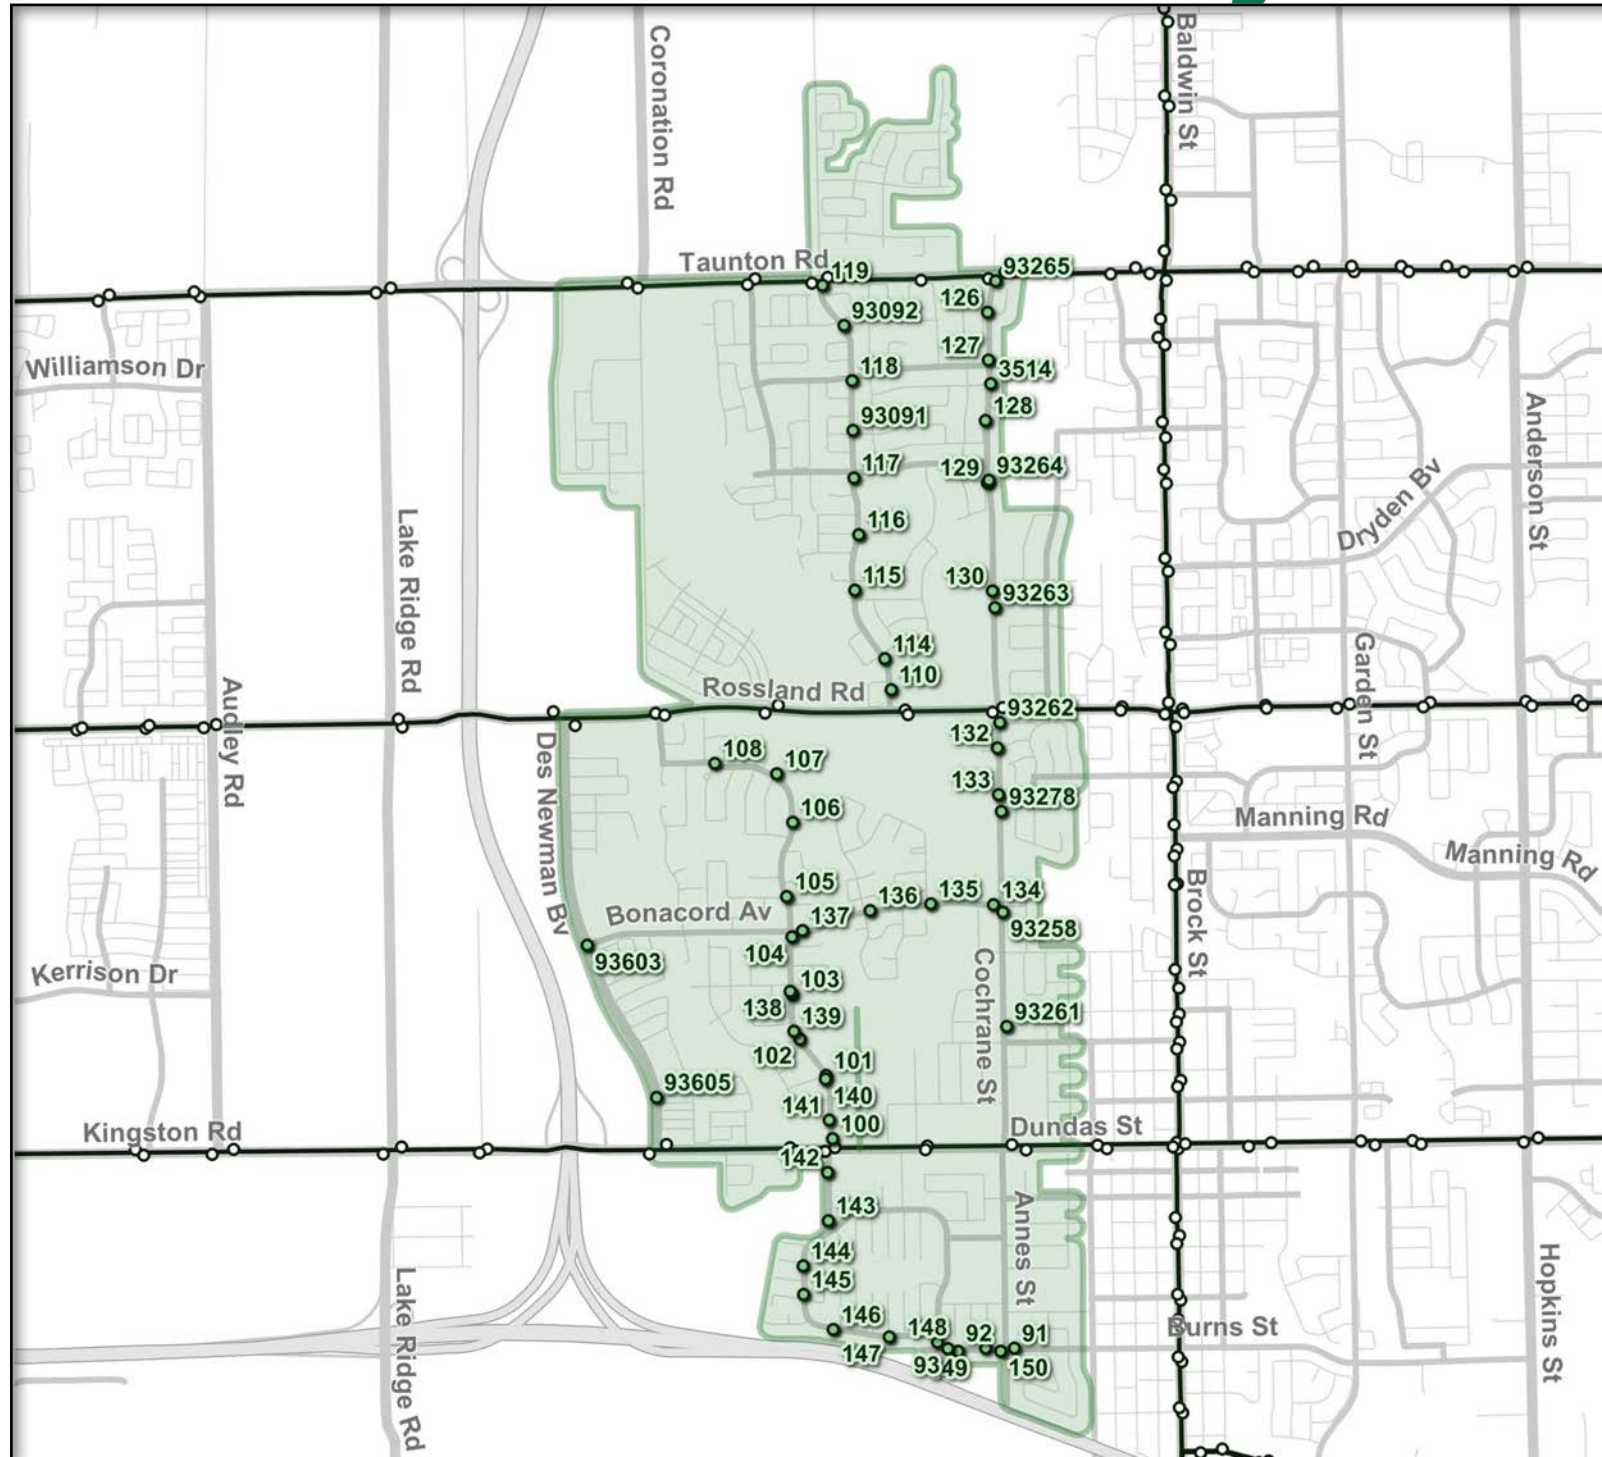 Baldwin St
Coronation Rd
Taunton Rd
119
93265
93092
126
127
Williamson Dr
118
3514
93091
128
Anderson St
117
129
93264
Dryden Bv
116
Lake Ridge Rd
115
130
93263
114
Garden St
110
Rossland Rd
Audley Rd
93262
132
Des Newman Bv
108
107
133
93278
106
Manning Rd
Manning Rd
105
136
135
134
Brock St
Bonacord Av
137
93258
104
93603
Kerrison Dr
Cochrane St
103
138
139
93261
102
101
93605
140
141
100
Kingston Rd
Dundas St
142
143
Annes St
144
Hopkins St
145
Lake Ridge Rd
146
148
92
91
Burns St
147
93
49
150